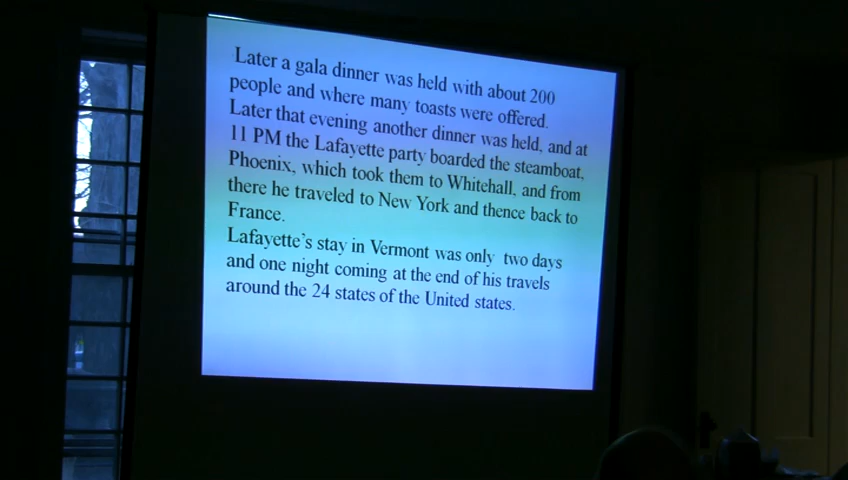 Later a gala dinner was held with about 200
people and where many toasts were offered.
Later that evening another dinner was held, and at
11 PM the Lafayette party boarded the steamboat,
Phoenix, which took them to Whitehall, and from
there he traveled to New York and thence back to
France.
Lafayette's stay in Vermont was only two days
and one night coming at the end of his travels
around the 24 states of the United states.